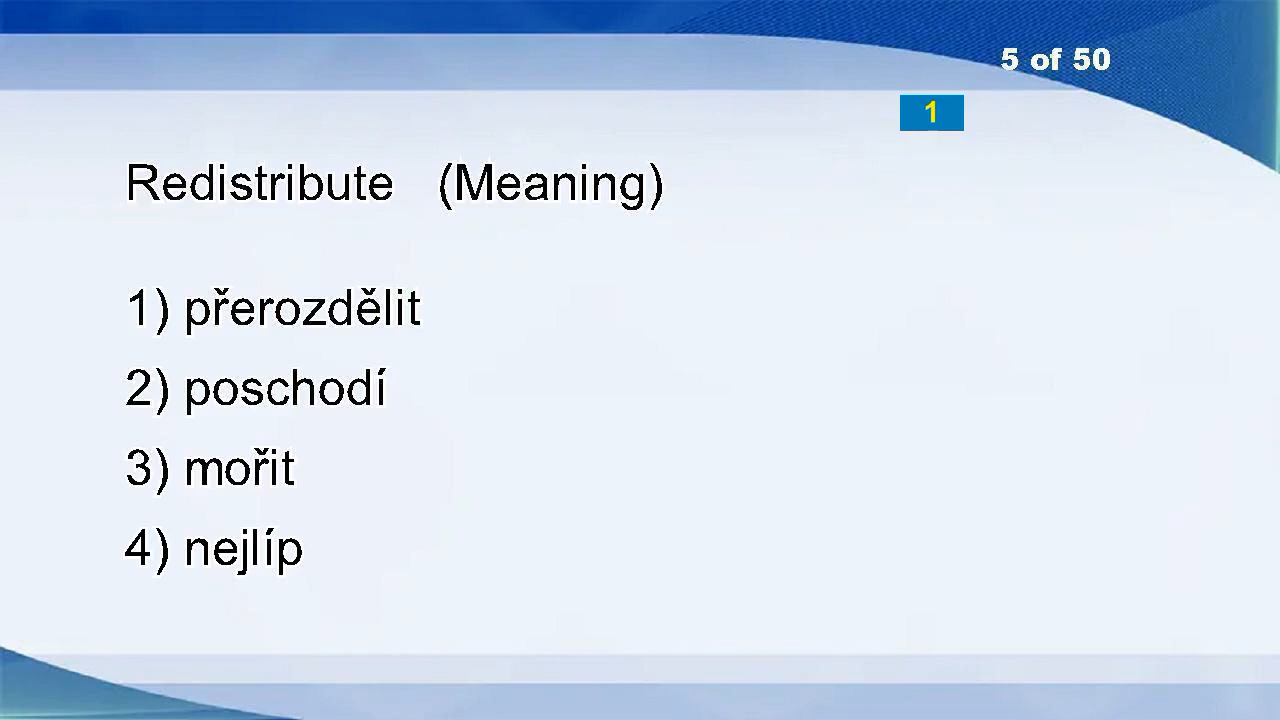 5 of 50
1
Redistribute (Meaning)
1) přerozdělit
2) poschodí
3) mořit
4) nejlíp